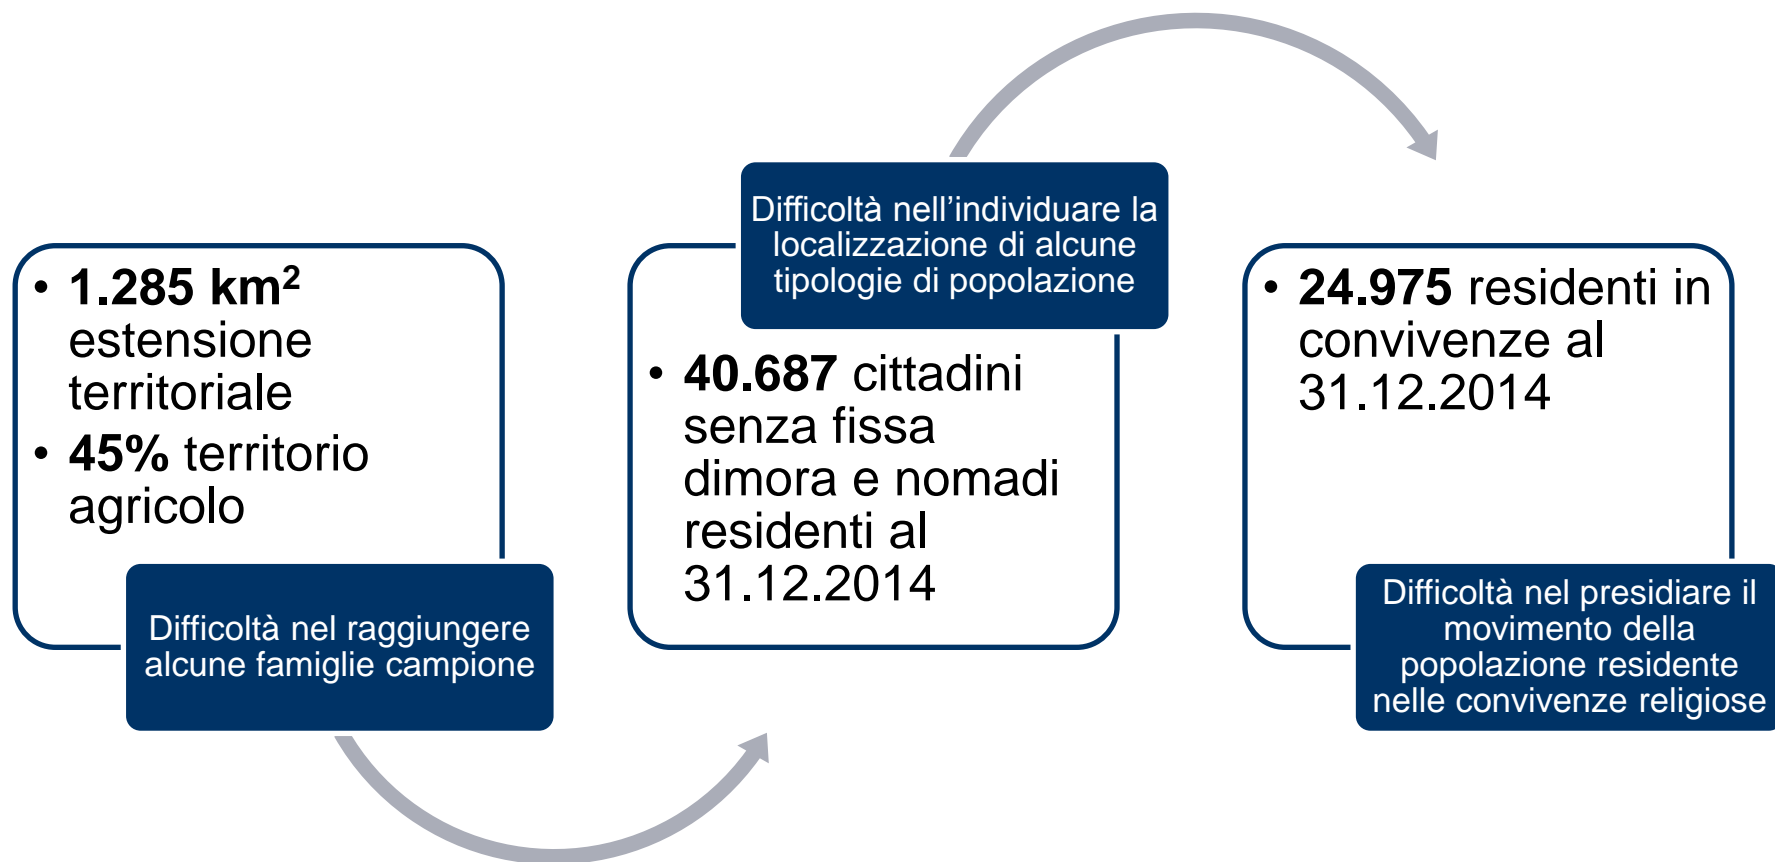 • 1.285 km²
estensione
territoriale
• 45% territorio
agricolo
Difficoltà nel raggiungere
alcune famiglie campione
Difficoltà nell’individuare la
localizzazione di alcune
tipologie di popolazione
• 40.687 cittadini
senza fissa
dimora e nomadi
residenti al
31.12.2014
• 24.975 residenti in
convivenze al
31.12.2014
Difficoltà nel presidiare il
movimento della
popolazione residente
nelle convivenze religiose